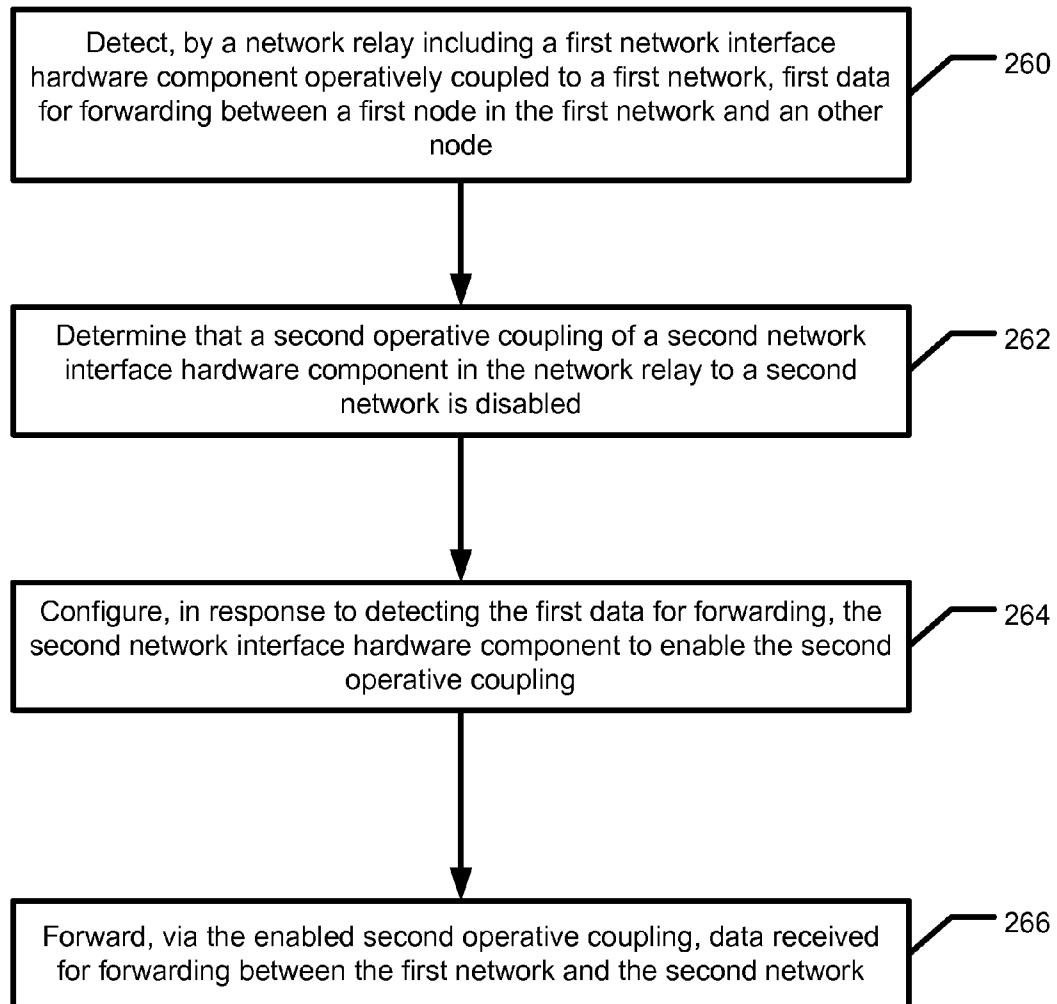 Detect, by a network relay including a first network interface
hardware component operatively coupled to a first network, first data
for forwarding between a first node in the first network and an other
node
260
Determine that a second operative coupling of a second network
interface hardware component in the network relay to a second
network is disabled
262
Configure, in response to detecting the first data for forwarding, the
second network interface hardware component to enable the second
operative coupling
264
Forward, via the enabled second operative coupling, data received
for forwarding between the first network and the second network
266